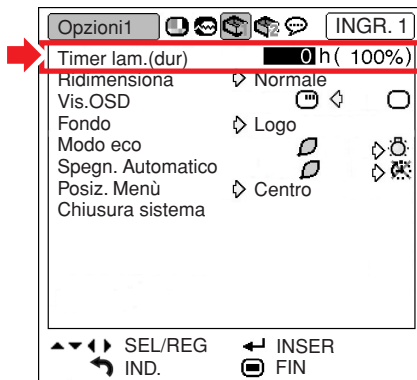 Opzioni1 INGR. 1
Timer lam.(dur) 0 h( 100%)
Ridimensiona Normale
Vis.OSD
Fondo Logo
Modo eco
Spegn. Automatico
Posiz. Menù Centro
Chiusura sistema
SEL/REG INSER
IND. FIN